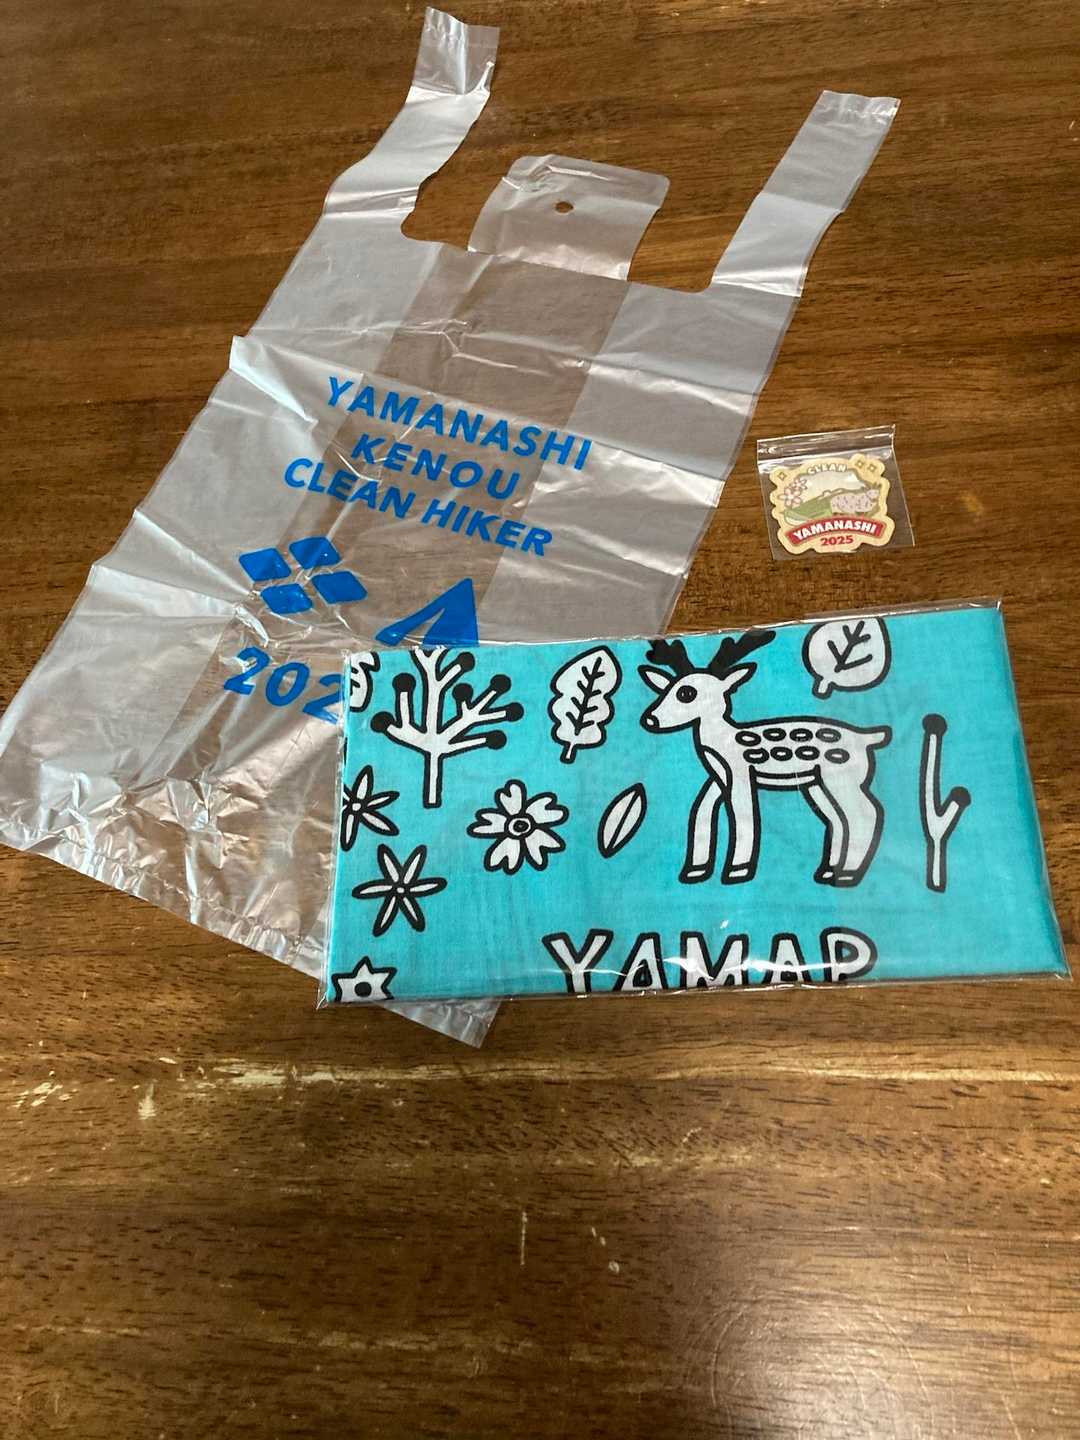 YAMANASHI
KENOU
CLEAN HIKER
202
CLEAN
YAMANASHI
2025
YAMAP